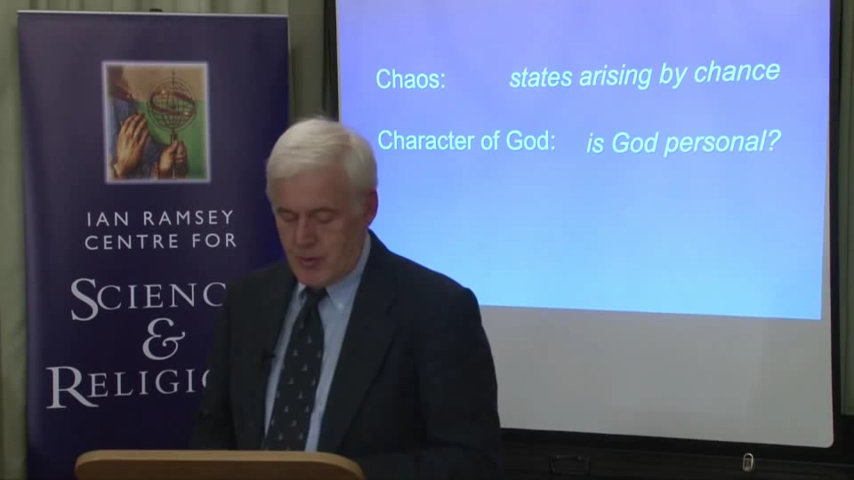 IAN RAMSEY
CENTRE FOR
SCIENC
&
RELIGIO
Chaos: states arising by chance
Character of God: is God personal?